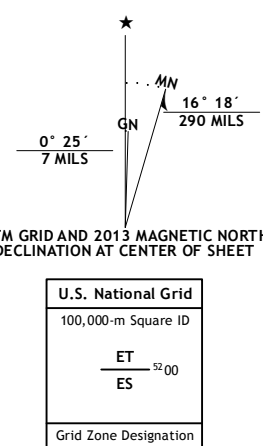 ★
MN
GN
16° 18´
290 MILS
0° 25´
7 MILS
TM GRID AND 2013 MAGNETIC NORTH
DECLINATION AT CENTER OF SHEET
U.S. National Grid
100,000-m Square ID
ET
5200
ES
Grid Zone Designation